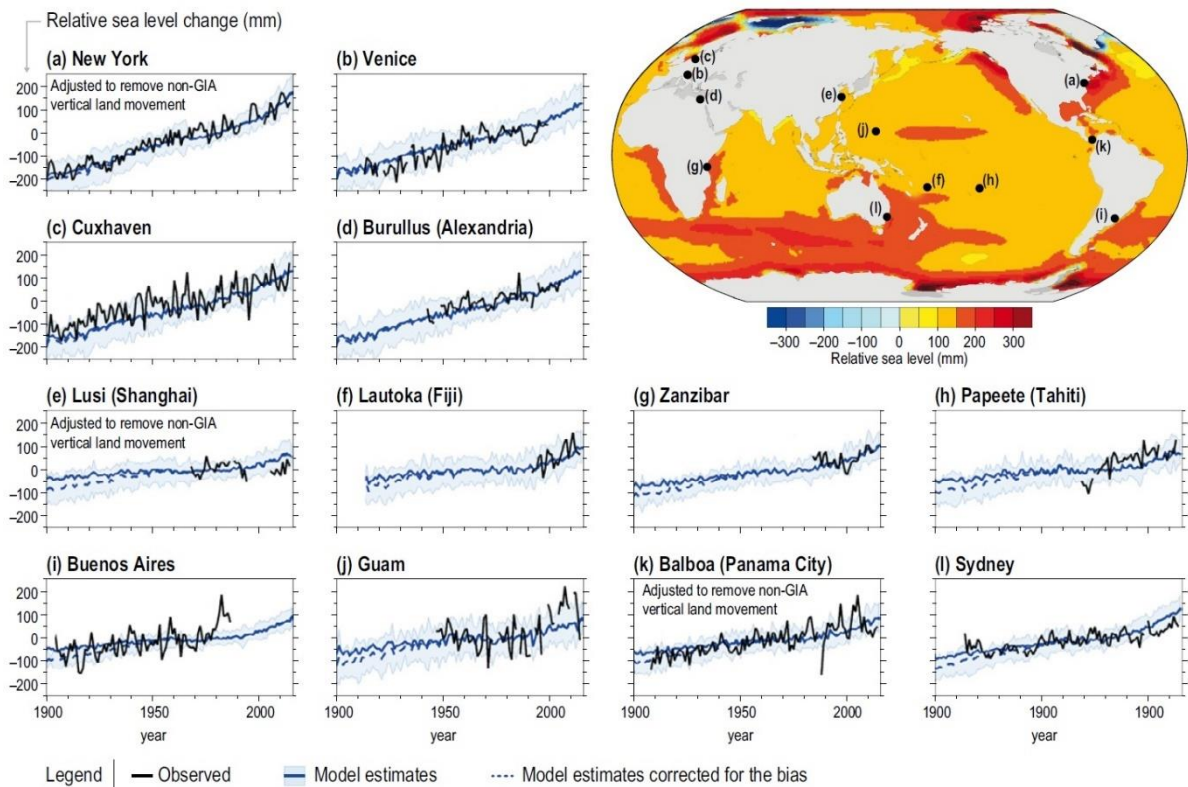 Relative sea level change (mm)
(a) New York
Adjusted to remove non-GIA
vertical land movement
200
100
0
−100
−200
(b) Venice
(c) Cuxhaven
200
100
0
−100
−200
(d) Burullus (Alexandria)
(c)
(b)
(d)
(e)
(j)
(g)
(f)
(h)
(l)
(a)
(k)
(i)
−300
−200
−100
0
100
200
300
Relative sea level (mm)
(e) Lusi (Shanghai)
Adjusted to remove non-GIA
vertical land movement
200
100
0
−100
−200
(f) Lautoka (Fiji)
(g) Zanzibar
(h) Papeete (Tahiti)
(i) Buenos Aires
200
100
0
−100
−200
1900
1950
2000
year
(j) Guam
1900
1950
2000
year
(k) Balboa (Panama City)
Adjusted to remove non-GIA
vertical land movement
1900
1950
2000
year
(l) Sydney
1900
1900
1900
year
Legend
Observed
Model estimates
Model estimates corrected for the bias